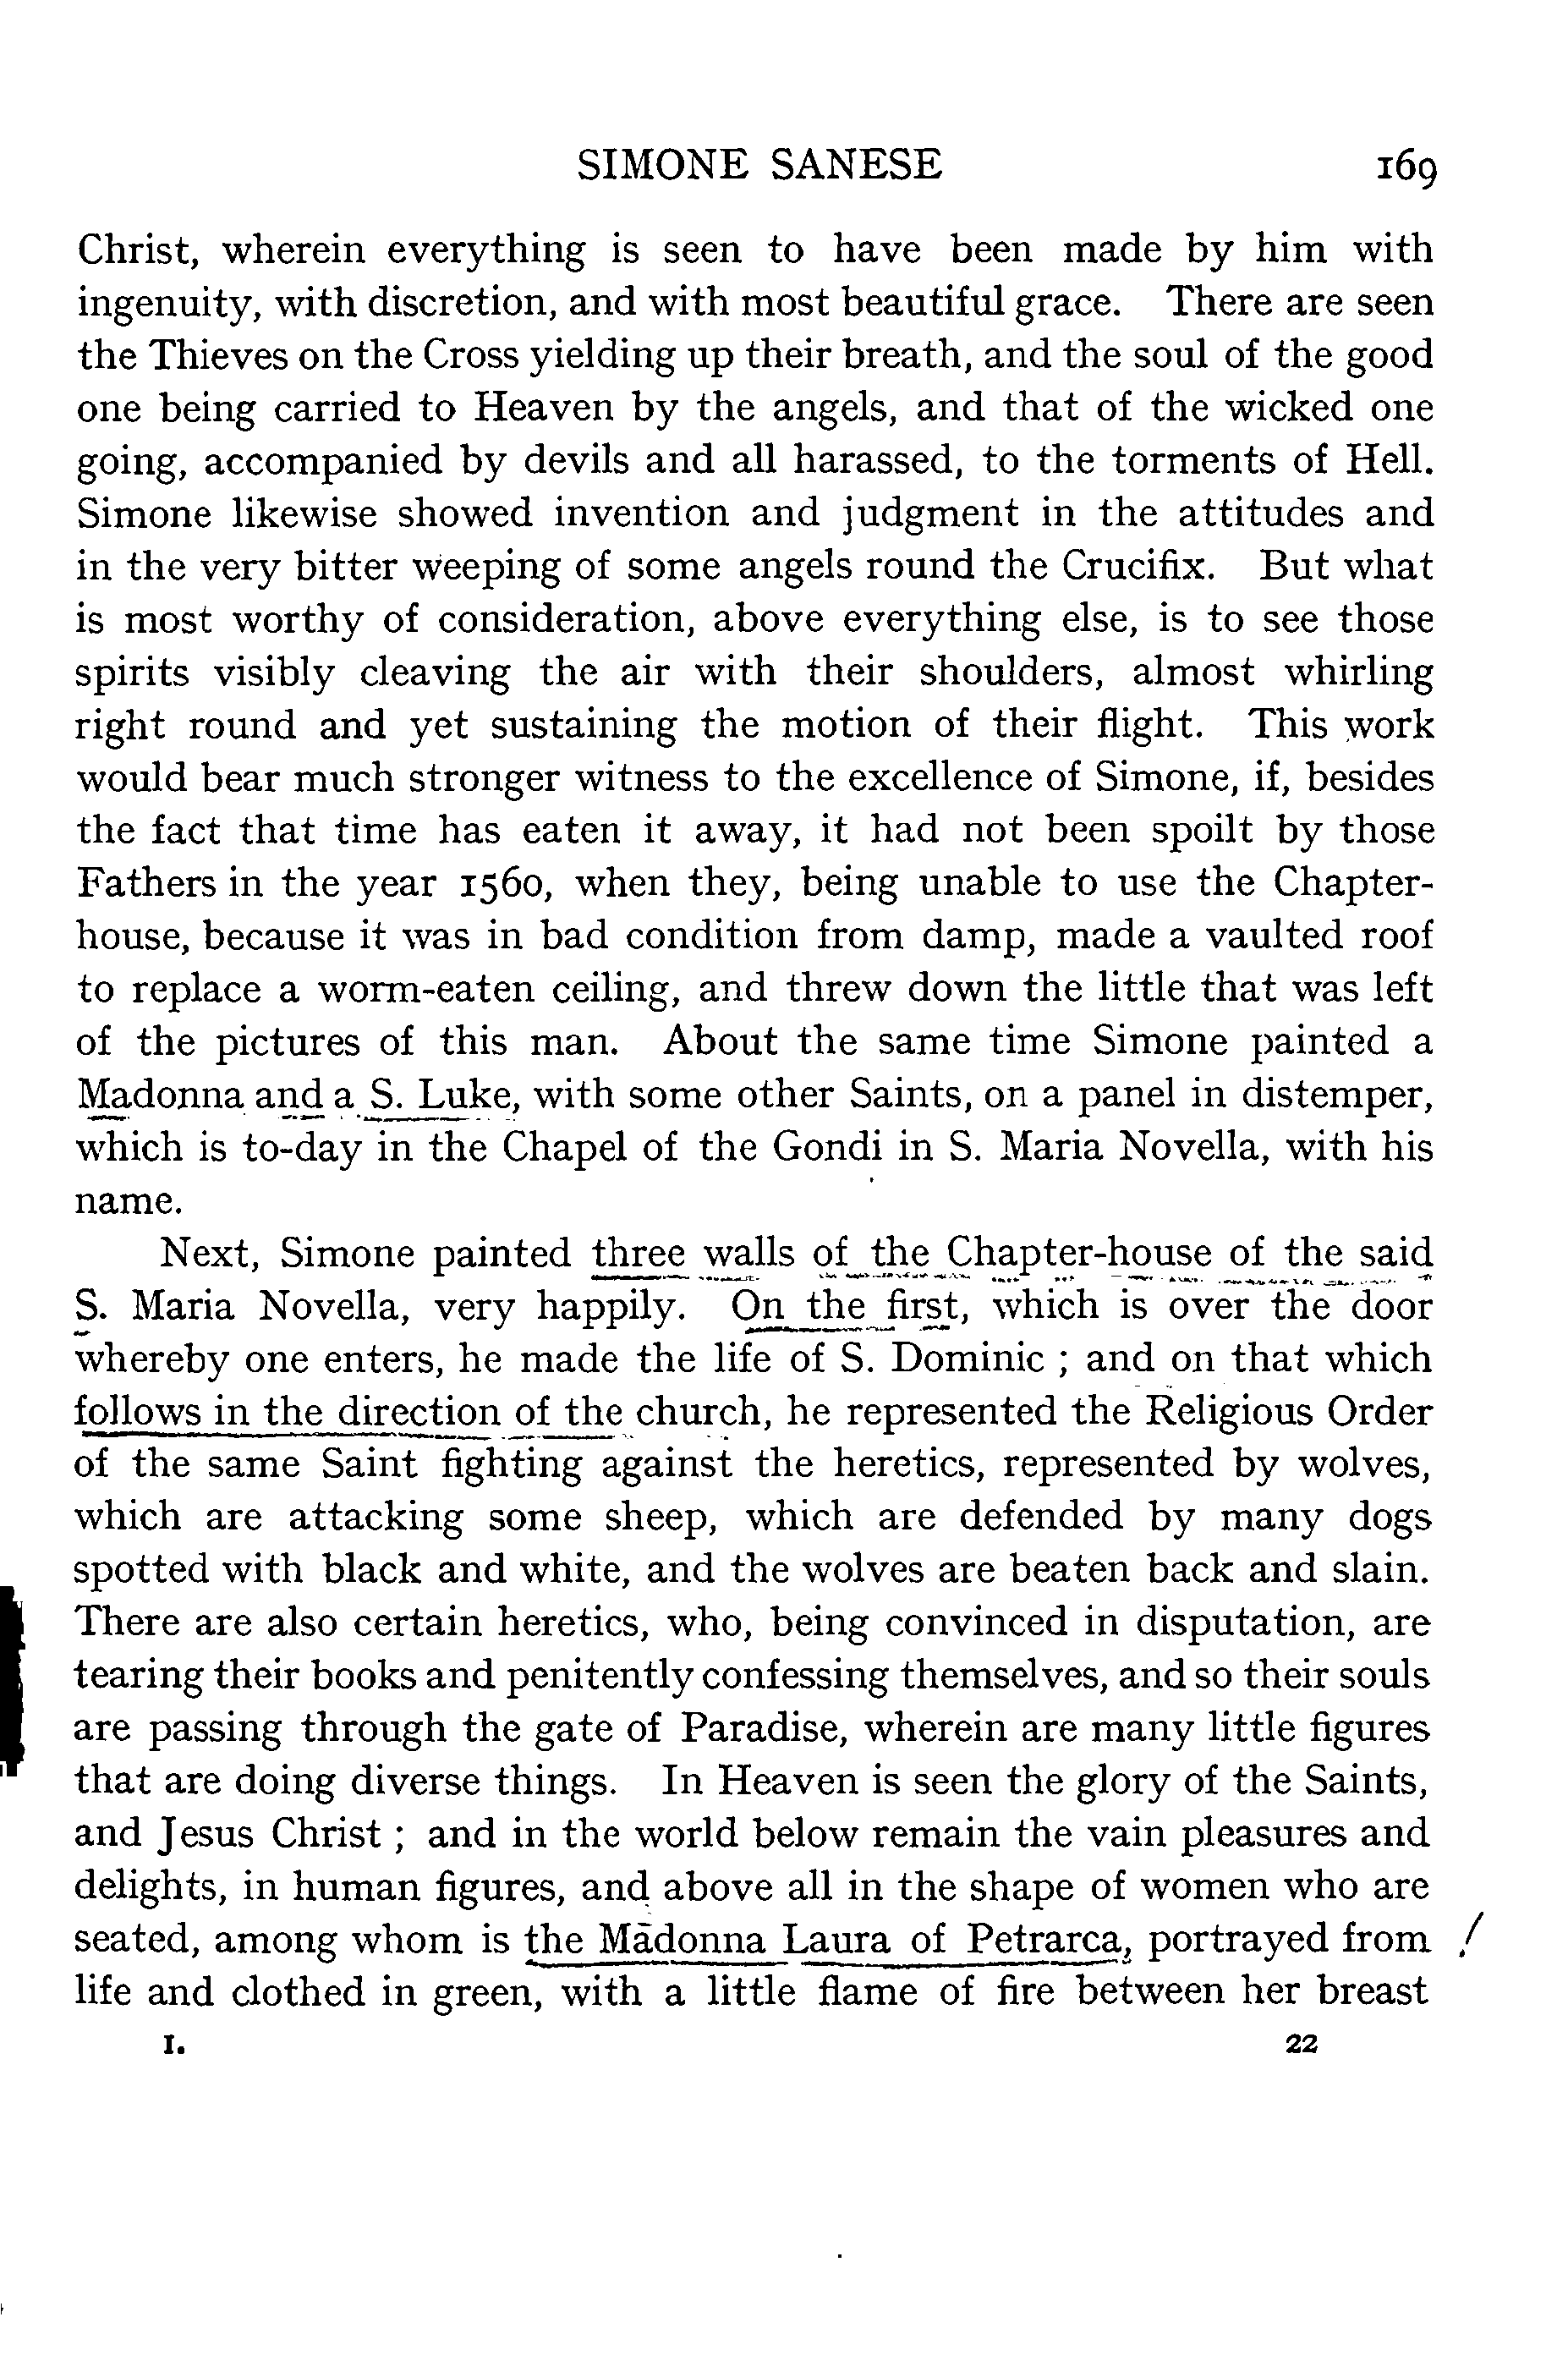 SIMONE SANESE 169
Christ, wherein everything is seen to have been made by him with
ingenuity, with discretion, and with most beautiful grace. There are seen
the Thieves on the Cross yielding up their breath, and the soul of the good
one being carried to Heaven by the angels, and that of the wicked one
going, accompanied by devils and all harassed, to the torments of Hell.
Simone likewise showed invention and judgment in the attitudes and
in the very bitter weeping of some angels round the Crucifix. But what
is most worthy of consideration, above everything else, is to see those
spirits visibly cleaving the air with their shoulders, almost whirling
right round and yet sustaining the motion of their flight. This work
would bear much stronger witness to the excellence of Simone, if, besides
the fact that time has eaten it away, it had not been spoilt by those
Fathers in the year 1560, when they, being unable to use the Chapter-
house, because it was in bad condition from damp, made a vaulted roof
to replace a worm-eaten ceiling, and threw down the little that was left
of the pictures of this man. About the same time Simone painted a
Madonna and a S. Luke, with some other Saints, on a panel in distemper,
which is to-day in the Chapel of the Gondi in S. Maria Novella, with his
name.
Next, Simone painted three walls of the Chapter-house of the said
S. Maria Novella, very happily. On the first, which is over the door
whereby one enters, he made the life of S. Dominic ; and on that which
follows in the direction of the church, he represented the Religious Order
of the same Saint fighting against the heretics, represented by wolves,
which are attacking some sheep, which are defended by many dogs
spotted with black and white, and the wolves are beaten back and slain.
There are also certain heretics, who, being convinced in disputation, are
tearing their books and penitently confessing themselves, and so their souls
are passing through the gate of Paradise, wherein are many little figures
that are doing diverse things. In Heaven is seen the glory of the Saints,
and Jesus Christ ; and in the world below remain the vain pleasures and
delights, in human figures, and above all in the shape of women who are
seated, among whom is the Madonna Laura of Petrarca, portrayed from !
life and clothed in green, with a little flame of fire between her breast
I. 22